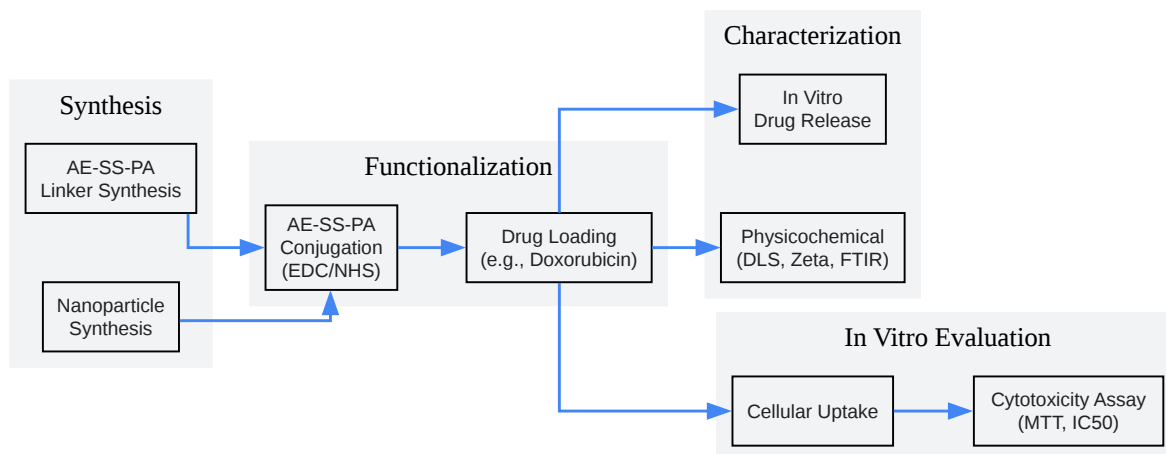 Synthesis
AE-SS-PA
Linker Synthesis
Nanoparticle
Synthesis
Functionalization
AE-SS-PA
Conjugation
(EDC/NHS)
Drug Loading
(e.g., Doxorubicin)
Characterization
In Vitro
Drug Release
Physicochemical
(DLS, Zeta, FTIR)
In Vitro Evaluation
Cellular Uptake
Cytotoxicity Assay
(MTT, IC50)